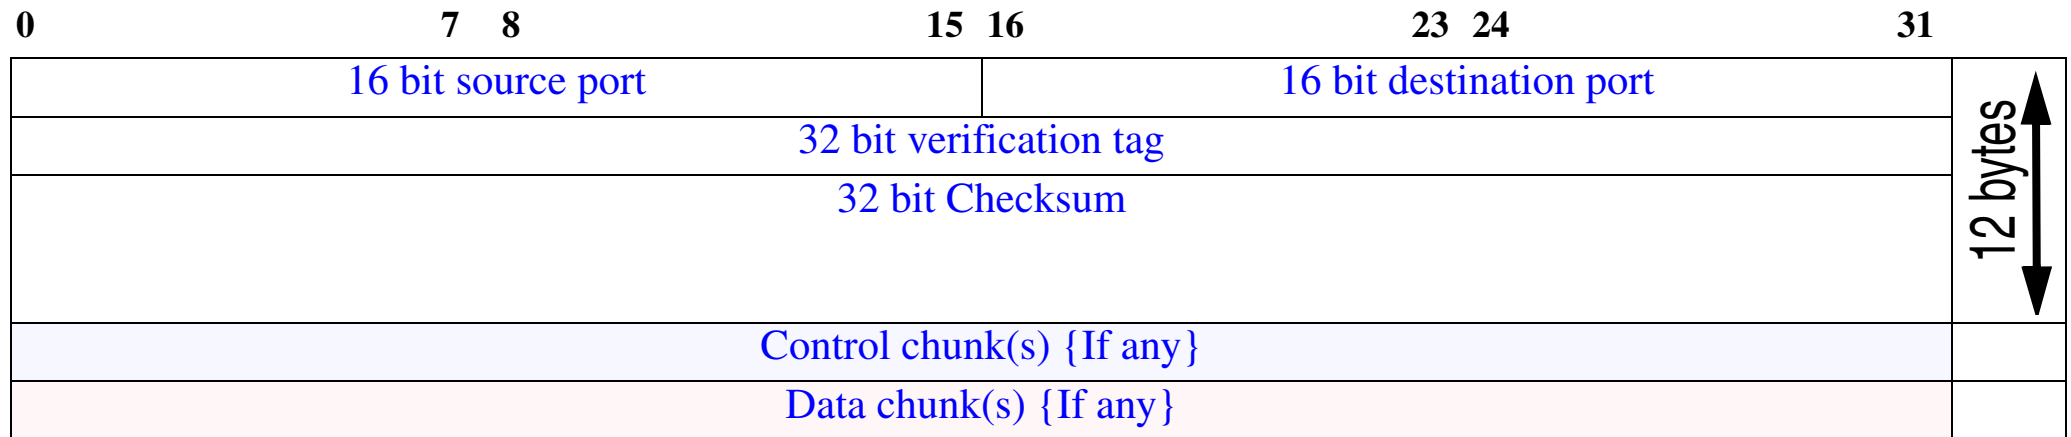 0 7 8 15 16 23 24 31
16 bit source port 16 bit destination port
32 bit verification tag
32 bit Checksum
12 bytes
Control chunk(s) {If any}
Data chunk(s) {If any}